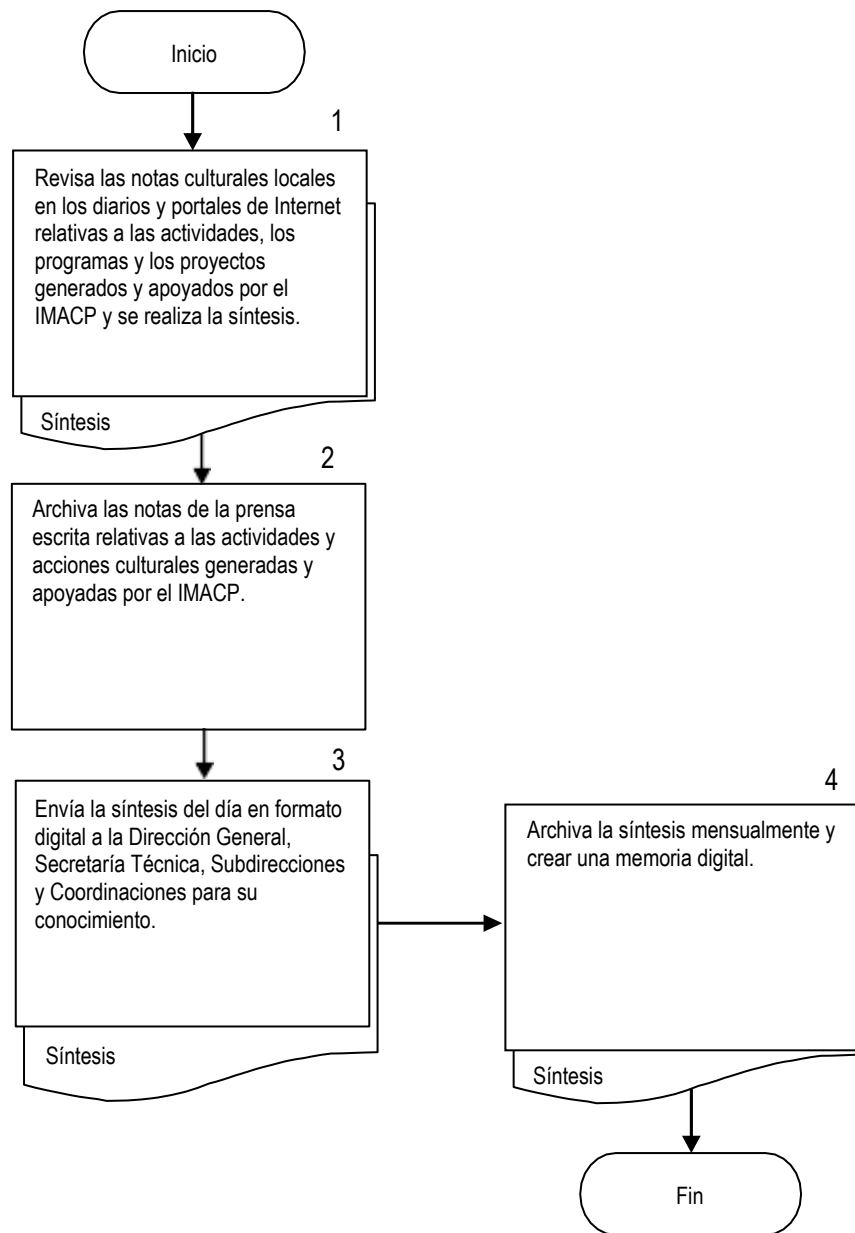 Inicio
1
Revisa las notas culturales locales
en los diarios y portales de Internet
relativas a las actividades, los
programas y los proyectos
generados y apoyados por el
IMACP y se realiza la síntesis.
Síntesis
2
Archiva las notas de la prensa
escrita relativas a las actividades y
acciones culturales generadas y
apoyadas por el IMACP.
3
Envía la síntesis del día en formato
digital a la Dirección General,
Secretaría Técnica, Subdirecciones
y Coordinaciones para su
conocimiento.
Síntesis
4
Archiva la síntesis mensualmente y
crear una memoria digital.
Síntesis
Fin